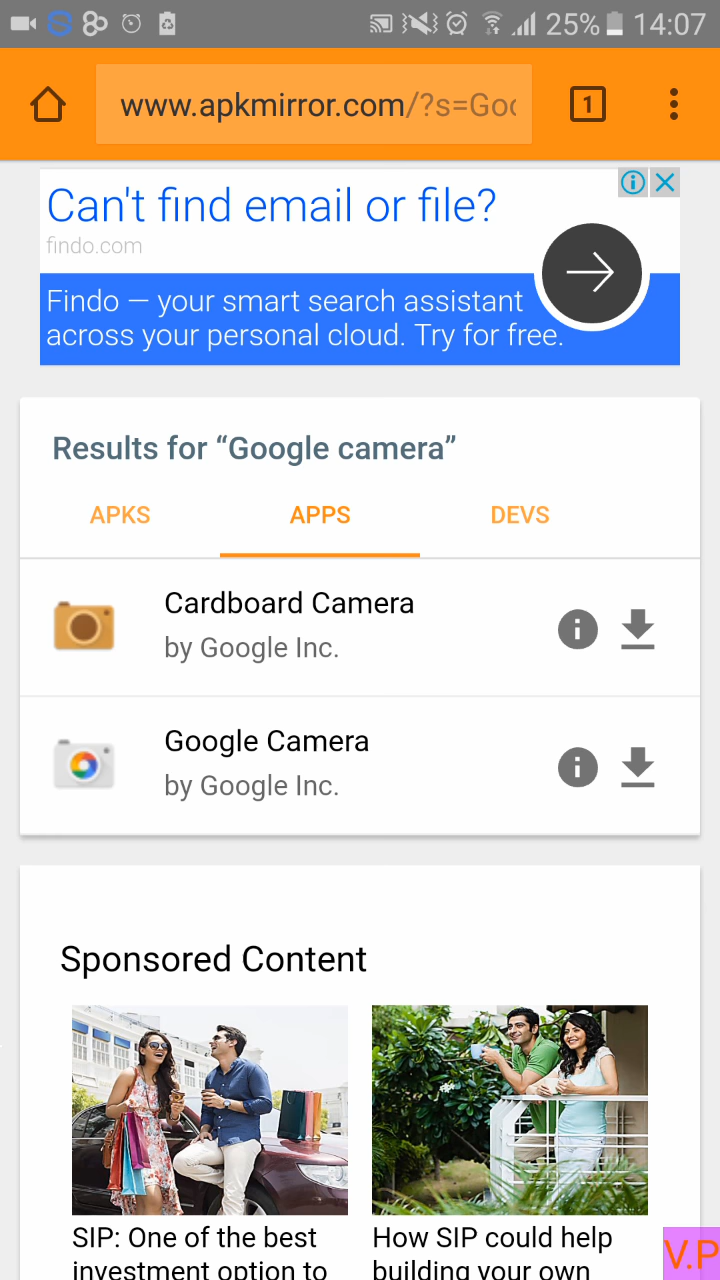 25% 14:07
www.apkmirror.com/?s=Goo
1
Can't find email or file?
findo.com
Findo — your smart search assistant
across your personal cloud. Try for free.
Results for “Google camera”
APKS APPS DEVS
Cardboard Camera
by Google Inc.
Google Camera
by Google Inc.
Sponsored Content
SIP: One of the best
investment option to
How SIP could help
building your own
V.P